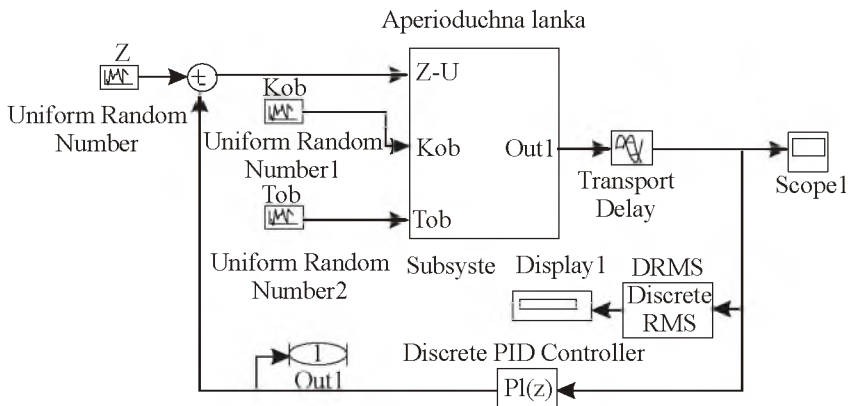 Aperioduchna lanka
Z
Z-U
Uniform Random
Number
Kob
Uniform Random
Number1
Kob
Out1
Transport
Delay
Scope1
Tob
Tob
Uniform Random
Number2
Subsyste
Display1
DRMS
Discrete
RMS
1
Out1
Discrete PID Controller
PI(z)